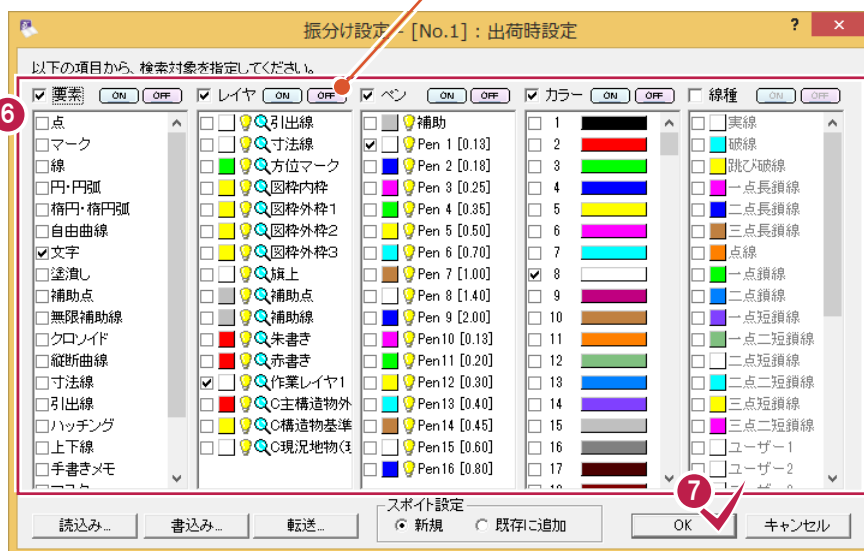 振分け設定 - [No.1] : 出荷時設定
?
×
以下の項目から、検索対象を指定してください。
6
要素 ON OFF
点
マーク
線
円・円弧
楕円・楕円弧
自由曲線
文字
塗潰し
補助点
無限補助線
クロソイド
縦断曲線
寸法線
引出線
ハッチング
上下線
手書きメモ
レイヤ ON OFF
引出線
寸法線
方位マーク
図枠内枠
図枠外枠1
図枠外枠2
図枠外枠3
旗上
補助点
補助線
朱書き
赤書き
作業レイヤ1
C主構造物外
C構造物基準
C現況地物(現
ペン ON OFF
補助
Pen 1 [0.13]
Pen 2 [0.18]
Pen 3 [0.25]
Pen 4 [0.35]
Pen 5 [0.50]
Pen 6 [0.70]
Pen 7 [1.00]
Pen 8 [1.40]
Pen 9 [2.00]
Pen10 [0.13]
Pen11 [0.20]
Pen12 [0.30]
Pen13 [0.40]
Pen14 [0.45]
Pen15 [0.60]
Pen16 [0.80]
カラー ON OFF
1
2
3
4
5
6
7
8
9
10
11
12
13
14
15
16
17
線種 ON OFF
実線
破線
跳び破線
一点長鎖線
二点長鎖線
三点長鎖線
点線
一点鎖線
二点鎖線
一点短鎖線
一点二短鎖線
二点短鎖線
二点二短鎖線
三点短鎖線
三点二短鎖線
ユーザー1
ユーザー2
7
読込み...
書込み...
転送...
スポイト設定
新規
既存に追加
OK
キャンセル